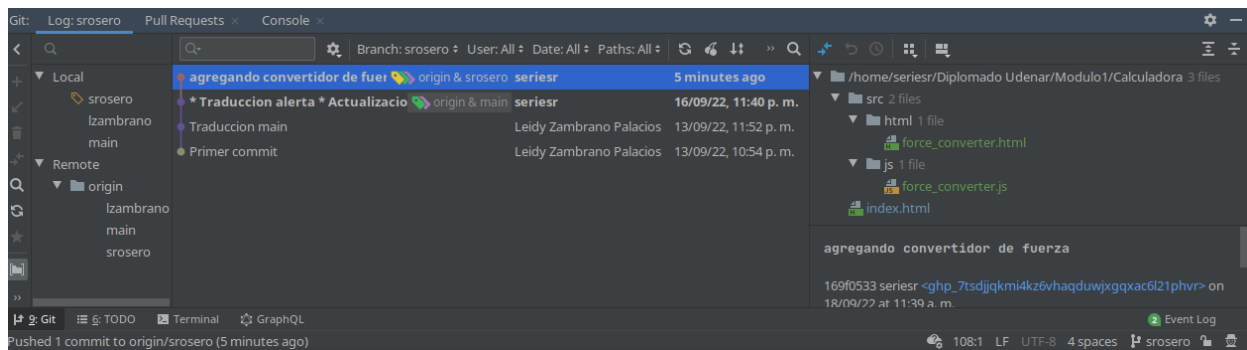 Git: Log: srosero Pull Requests × Console ×
Branch: srosero User: All Date: All Paths: All »
Local
srosero
lzambrano
main
Remote
origin
lzambrano
main
srosero
»
agregando convertidor de fuer origin & srosero seriesr 5 minutes ago
* Traduccion alerta * Actualizacio origin & main seriesr 16/09/22, 11:40 p. m.
Traduccion main Leidy Zambrano Palacios 13/09/22, 11:52 p. m.
Primer commit Leidy Zambrano Palacios 13/09/22, 10:54 p. m.
/home/seriesr/Diplomado Udenar/Modulo1/Calculadora 3 files
src 2 files
html 1 file
force_converter.html
js 1 file
force_converter.js
index.html
agregando convertidor de fuerza
169f0533 seriesr <ghp_7tsdjjqkmi4kz6vhaqduwjxgqxac6l21phvr> on
18/09/22 at 11:39 a. m.
9: Git 6: TODO Terminal GraphQL 2 Event Log
Pushed 1 commit to origin/srosero (5 minutes ago) 108:1 LF UTF-8 4 spaces srosero